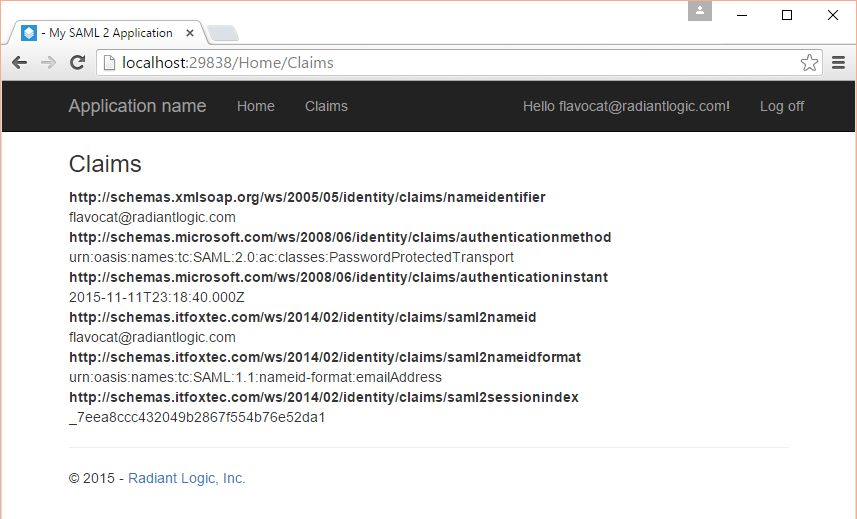 - My SAML 2 Application
localhost:29838/Home/Claims
Application name Home Claims Hello flavocat@radiantlogic.com! Log off
Claims
http://schemas.xmlsoap.org/ws/2005/05/identity/claims/nameidentifier
flavocat@radiantlogic.com
http://schemas.microsoft.com/ws/2008/06/identity/claims/authenticationmethod
urn:oasis:names:tc:SAML:2.0:ac:classes:PasswordProtectedTransport
http://schemas.microsoft.com/ws/2008/06/identity/claims/authenticationinstant
2015-11-11T23:18:40.000Z
http://schemas.itfoxtec.com/ws/2014/02/identity/claims/saml2nameid
flavocat@radiantlogic.com
http://schemas.itfoxtec.com/ws/2014/02/identity/claims/saml2nameidformat
urn:oasis:names:tc:SAML:1.1:nameid-format:emailAddress
http://schemas.itfoxtec.com/ws/2014/02/identity/claims/saml2sessionindex
_7eea8ccc432049b2867f554b76e52da1
© 2015 - Radiant Logic, Inc.